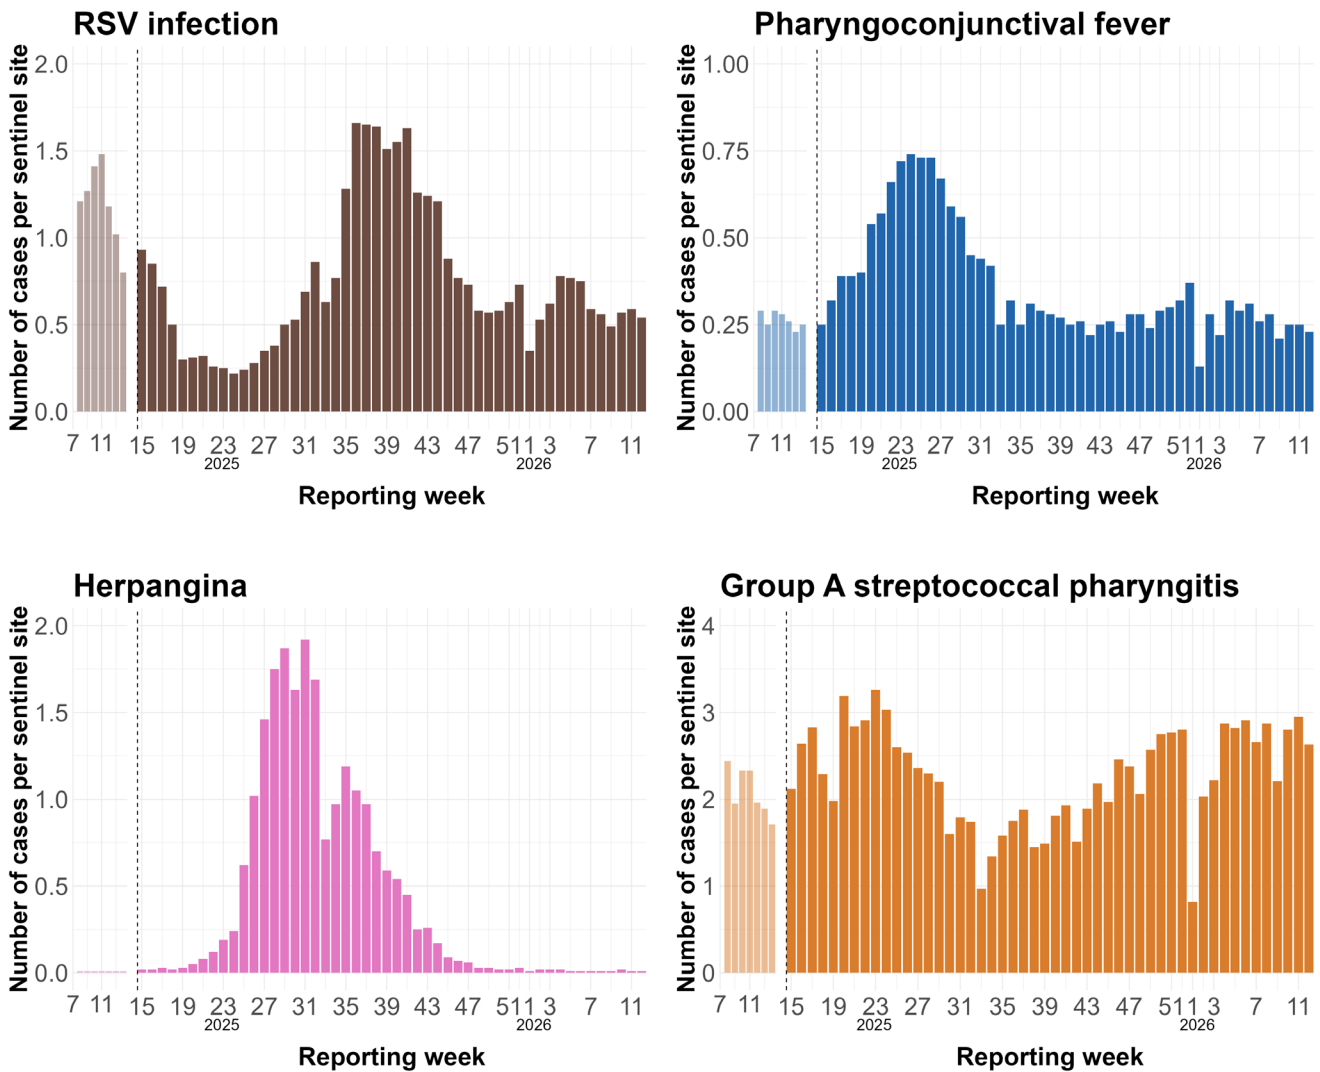 RSV infection
Number of cases per sentinel site
2.0
1.5
1.0
0.5
0.0
7 11 15 19 23 27 31 35 39 43 47 51 1 3 7 11
2025 2026
Reporting week
Pharyngoconjunctival fever
Number of cases per sentinel site
1.00
0.75
0.50
0.25
0.00
7 11 15 19 23 27 31 35 39 43 47 51 1 3 7 11
2025 2026
Reporting week
Herpangina
Number of cases per sentinel site
2.0
1.5
1.0
0.5
0.0
7 11 15 19 23 27 31 35 39 43 47 51 1 3 7 11
2025 2026
Reporting week
Group A streptococcal pharyngitis
Number of cases per sentinel site
4
3
2
1
0
7 11 15 19 23 27 31 35 39 43 47 51 1 3 7 11
2025 2026
Reporting week